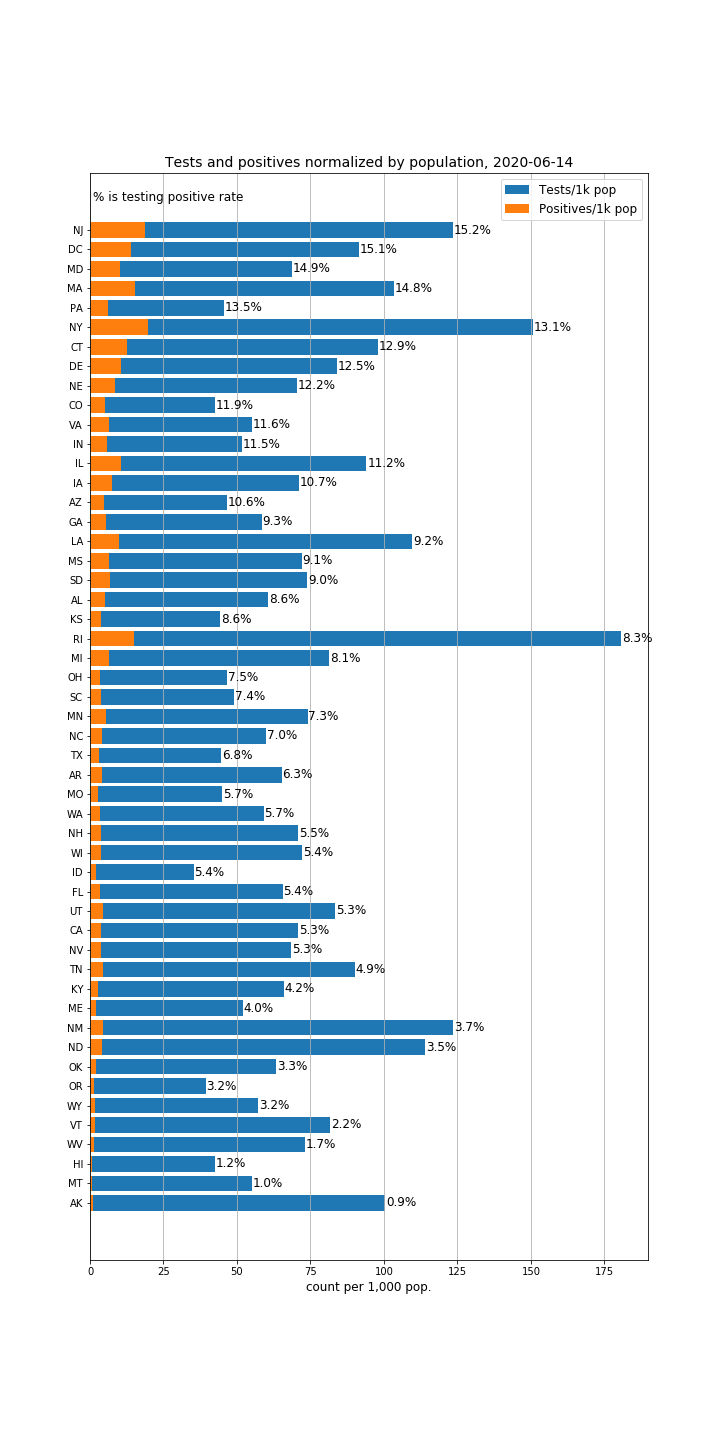 Tests and positives normalized by population, 2020-06-14
% is testing positive rate
Tests/1k pop
Positives/1k pop
NJ 15.2%
DC 15.1%
MD 14.9%
MA 14.8%
PA 13.5%
NY 13.1%
CT 12.9%
DE 12.5%
NE 12.2%
CO 11.9%
VA 11.6%
IN 11.5%
IL 11.2%
IA 10.7%
AZ 10.6%
GA 9.3%
LA 9.2%
MS 9.1%
SD 9.0%
AL 8.6%
KS 8.6%
RI 8.3%
MI 8.1%
OH 7.5%
SC 7.4%
MN 7.3%
NC 7.0%
TX 6.8%
AR 6.3%
MO 5.7%
WA 5.7%
NH 5.5%
WI 5.4%
ID 5.4%
FL 5.4%
UT 5.3%
CA 5.3%
NV 5.3%
TN 4.9%
KY 4.2%
ME 4.0%
NM 3.7%
ND 3.5%
OK 3.3%
OR 3.2%
WY 3.2%
VT 2.2%
WV 1.7%
HI 1.2%
MT 1.0%
AK 0.9%
0 25 50 75 100 125 150 175
count per 1,000 pop.